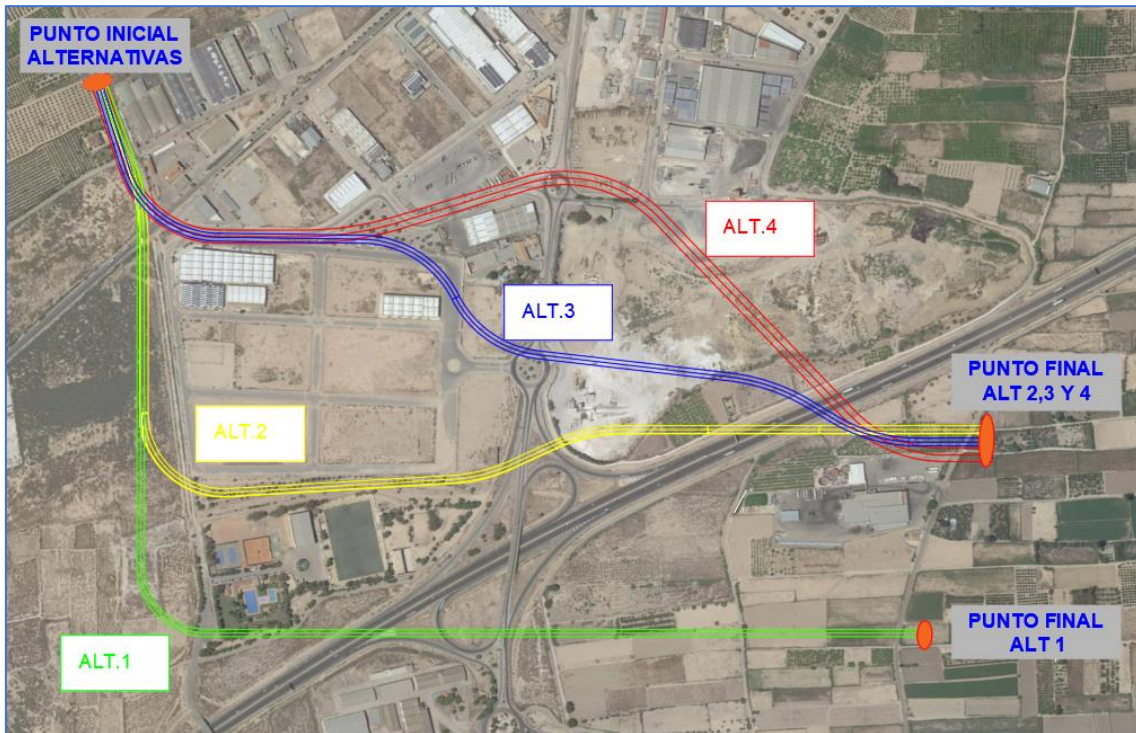 PUNTO INICIAL
ALTERNATIVAS
ALT.4
ALT.3
PUNTO FINAL
ALT 2,3 Y 4
ALT.2
PUNTO FINAL
ALT 1
ALT.1